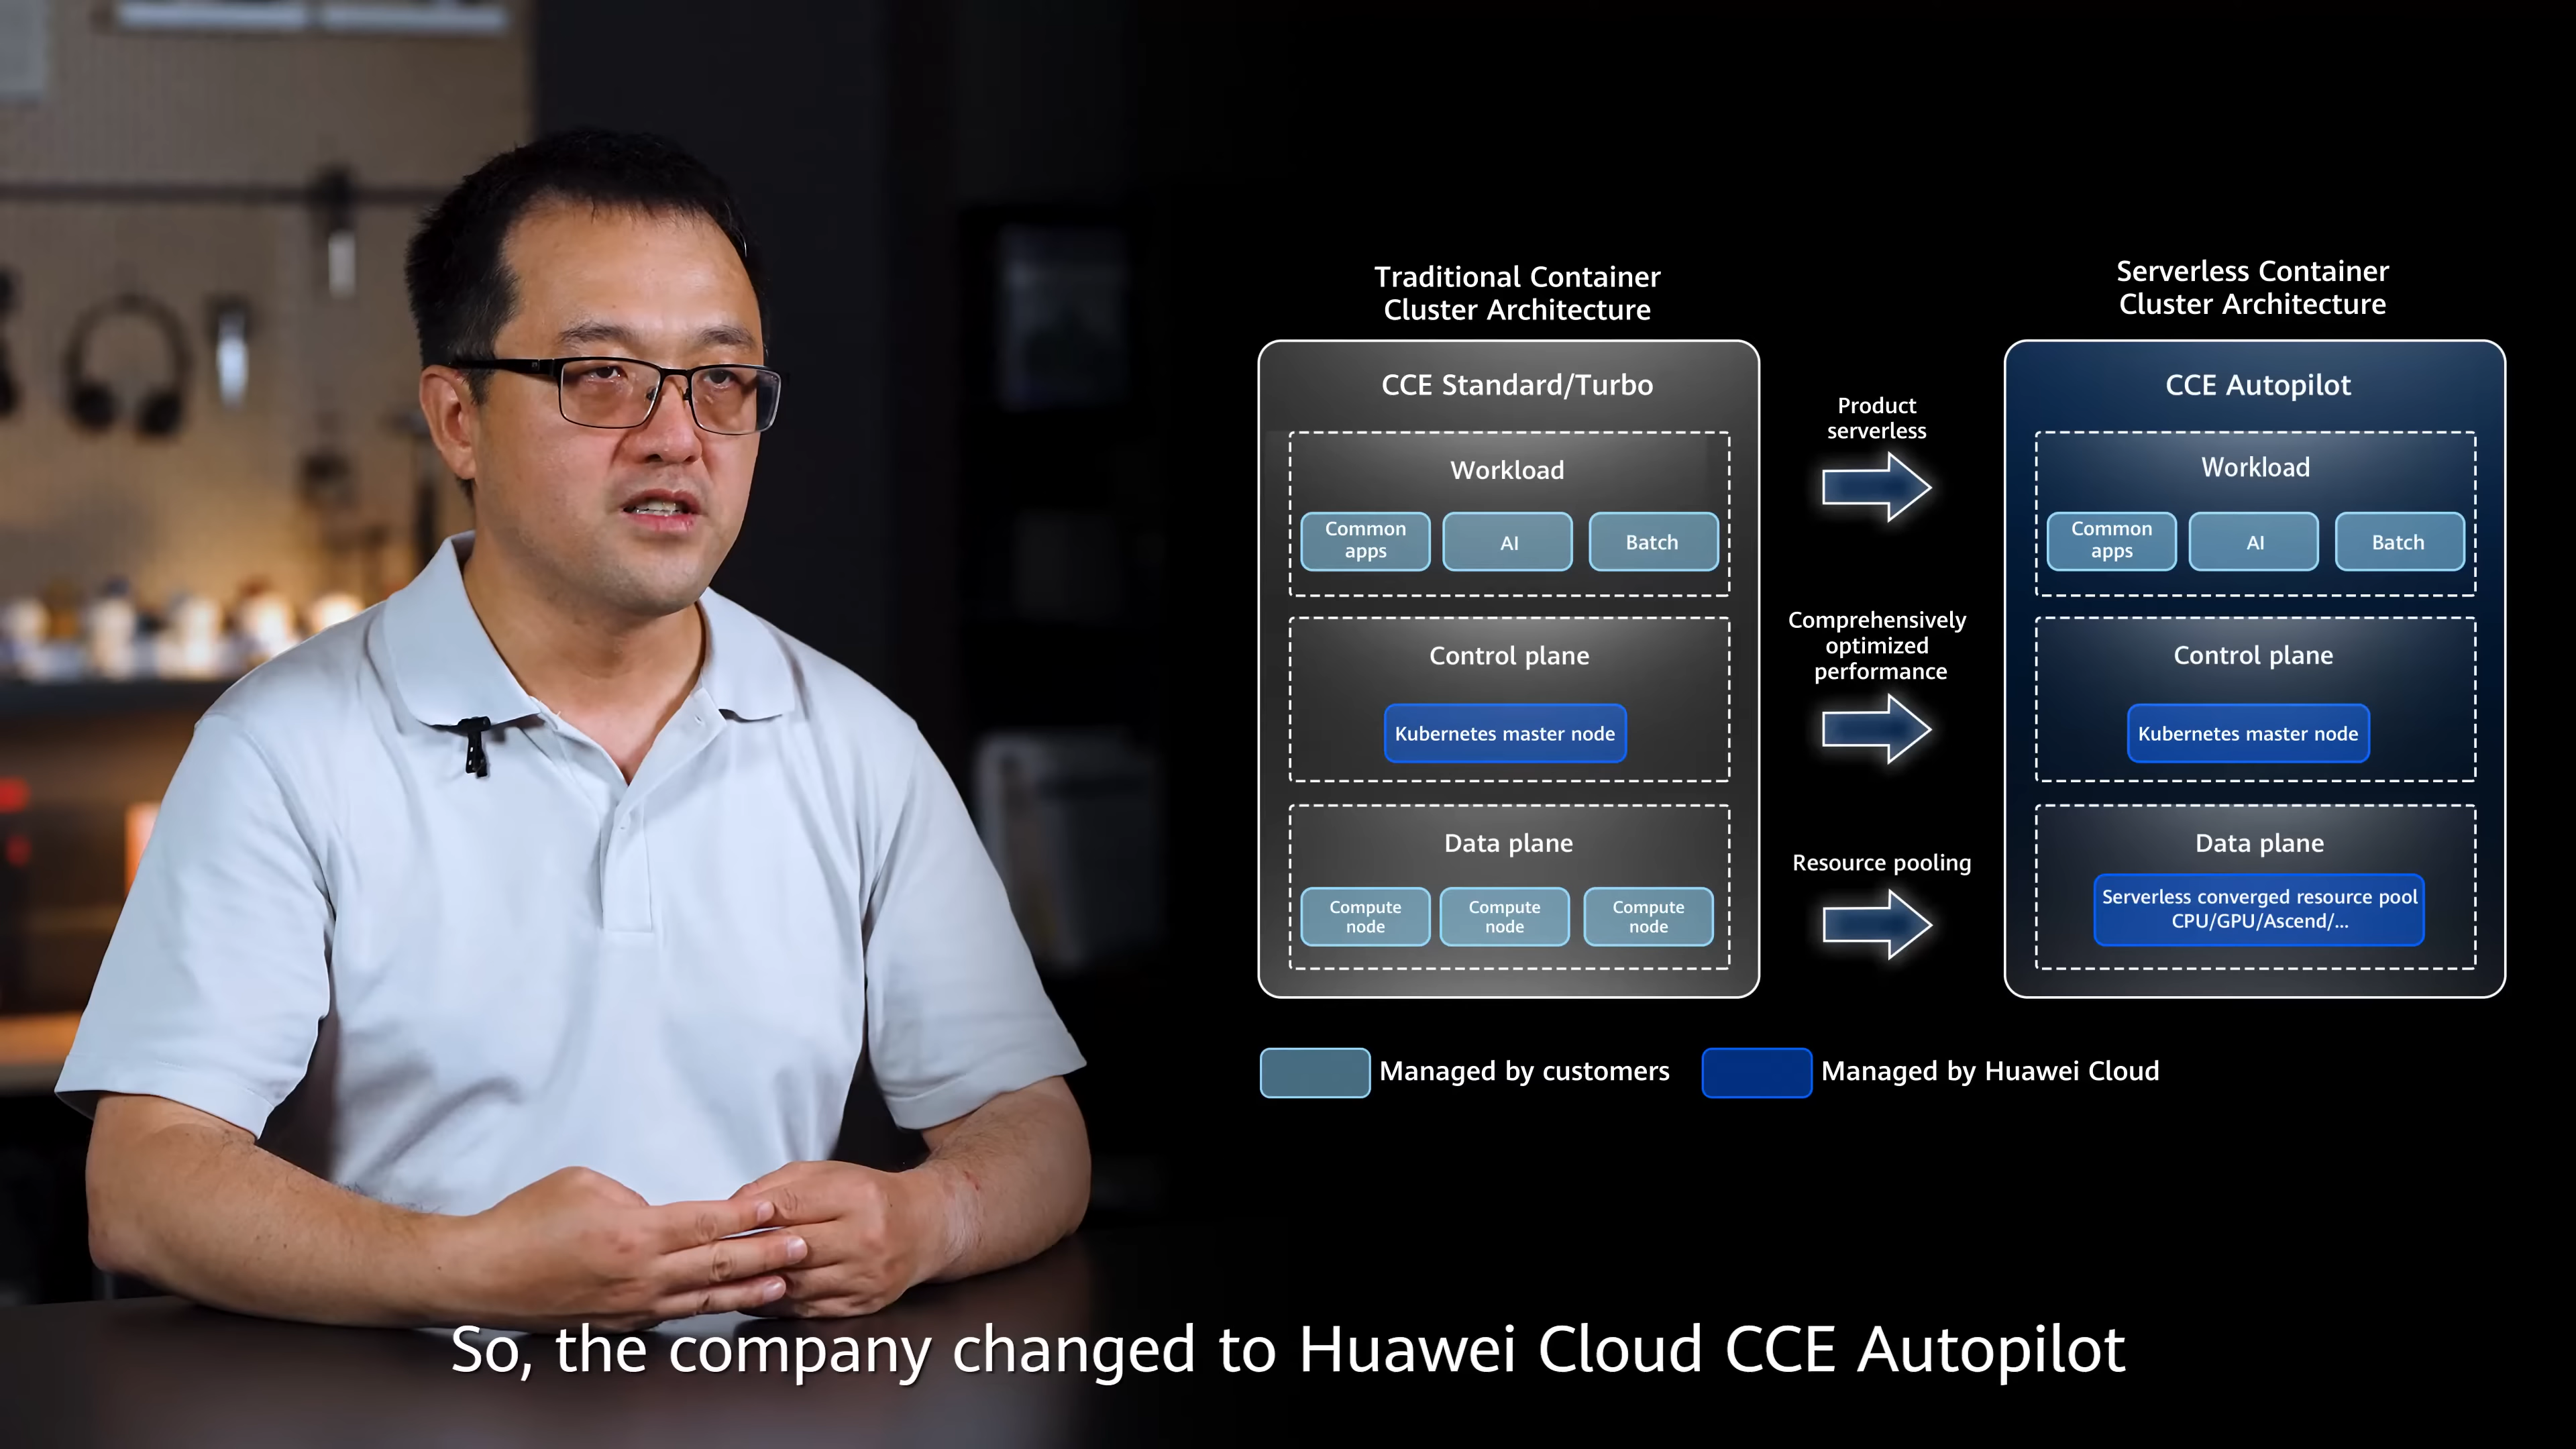 Traditional Container
Cluster Architecture
CCE Standard/Turbo
Workload
Common
apps
AI
Batch
Control plane
Kubernetes master node
Data plane
Compute
node
Compute
node
Compute
node
Product
serverless
Comprehensively
optimized
performance
Resource pooling
Serverless Container
Cluster Architecture
CCE Autopilot
Workload
Common
apps
AI
Batch
Control plane
Kubernetes master node
Data plane
Serverless converged resource pool
CPU/GPU/Ascend/...
Managed by customers
Managed by Huawei Cloud
So, the company changed to Huawei Cloud CCE Autopilot